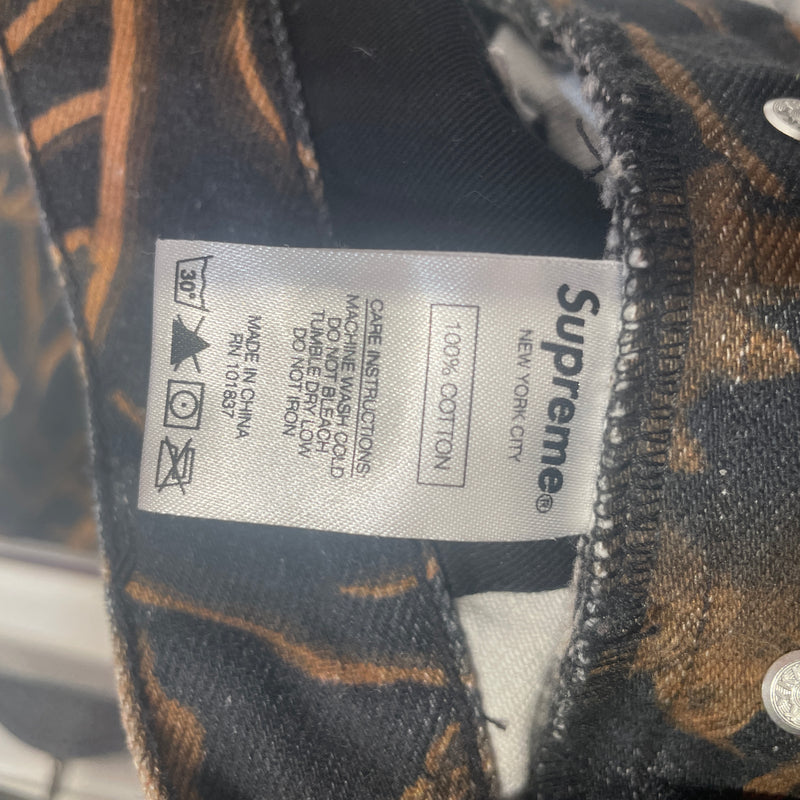 Supreme®
NEW YORK CITY
100% COTTON
CARE INSTRUCTIONS:
MACHINE WASH COLD
DO NOT BLEACH
TUMBLE DRY LOW
DO NOT IRON
MADE IN CHINA
RN 101837
30°